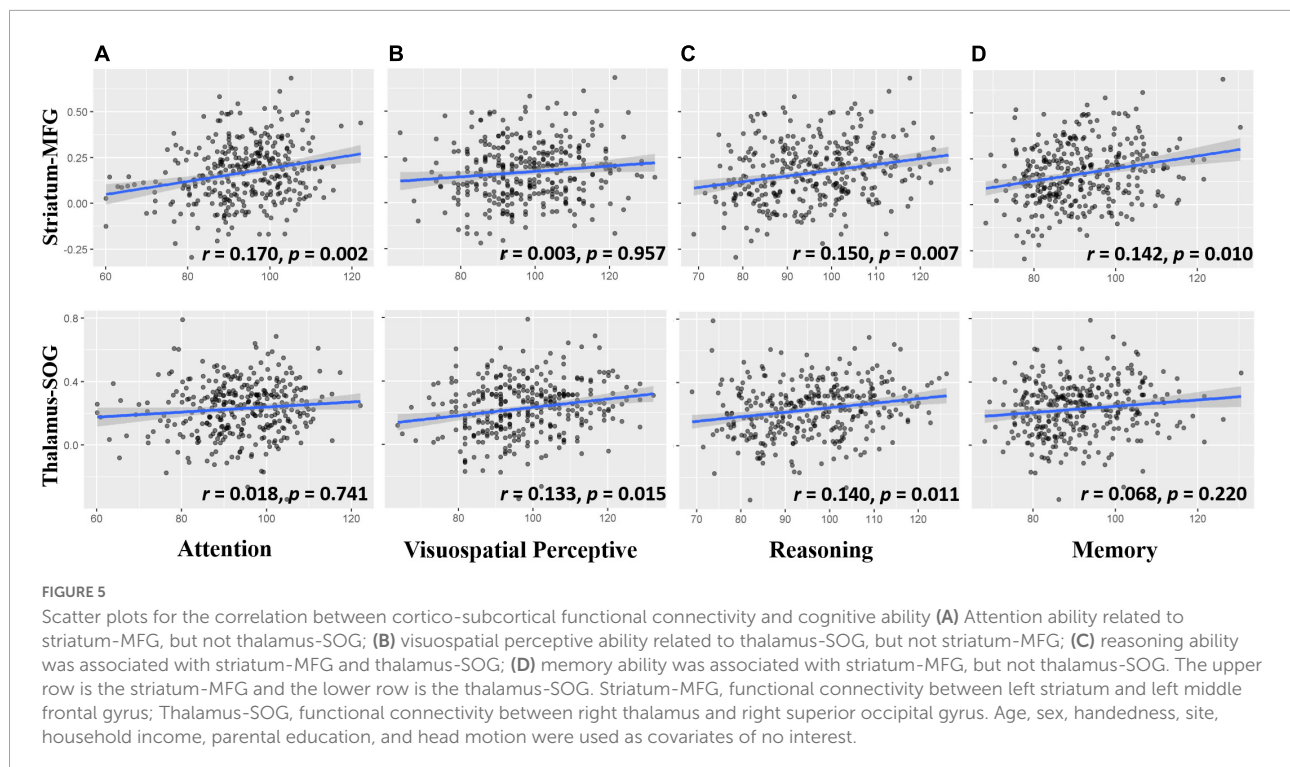 A B C D
Striatum-MFG
0.50
0.25
0.00
-0.25
r = 0.170, p = 0.002
r = 0.003, p = 0.957
r = 0.150, p = 0.007
r = 0.142, p = 0.010
60 80 100 120
80 100 120
70 80 90 100 110 120
80 100 120
Thalamus-SOG
0.8
0.4
0.0
r = 0.018, p = 0.741
r = 0.133, p = 0.015
r = 0.140, p = 0.011
r = 0.068, p = 0.220
60 80 100 120
80 100 120
70 80 90 100 110 120
80 100 120
Attention Visuospatial Perceptive Reasoning Memory
FIGURE 5
Scatter plots for the correlation between cortico-subcortical functional connectivity and cognitive ability (A) Attention ability related to
striatum-MFG, but not thalamus-SOG; (B) visuospatial perceptive ability related to thalamus-SOG, but not striatum-MFG; (C) reasoning ability
was associated with striatum-MFG and thalamus-SOG; (D) memory ability was associated with striatum-MFG, but not thalamus-SOG. The upper
row is the striatum-MFG and the lower row is the thalamus-SOG. Striatum-MFG, functional connectivity between left striatum and left middle
frontal gyrus; Thalamus-SOG, functional connectivity between right thalamus and right superior occipital gyrus. Age, sex, handedness, site,
household income, parental education, and head motion were used as covariates of no interest.